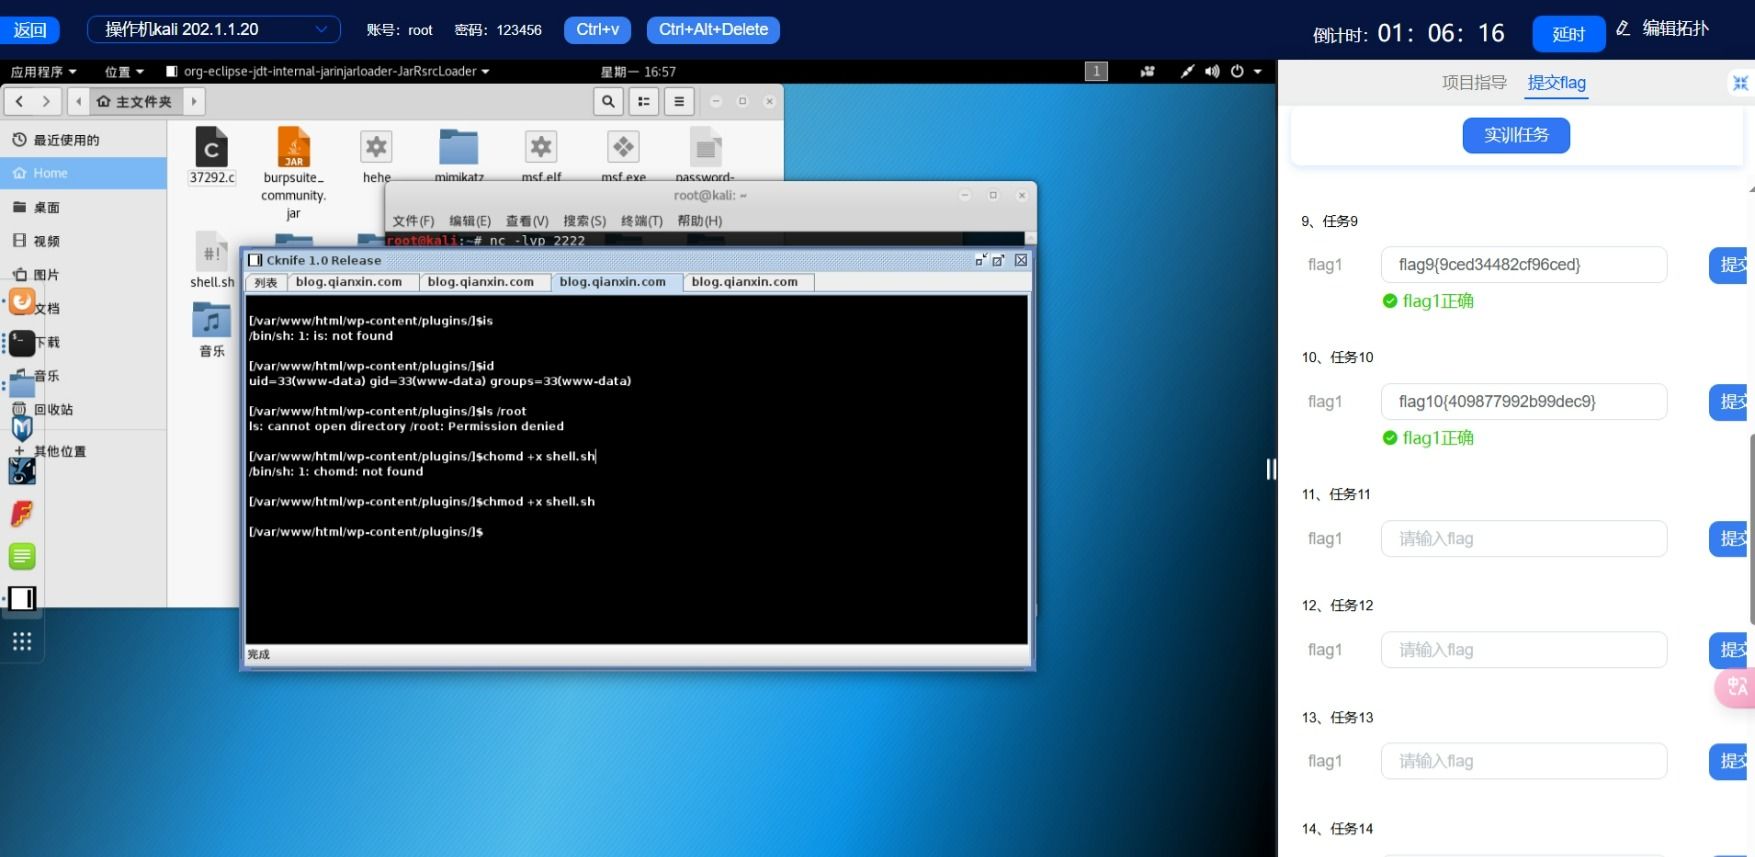 返回
操作机kali 202.1.1.20
账号：root
密码：123456
Ctrl+v
Ctrl+Alt+Delete
倒计时：01：06：16
延时
编辑拓扑
应用程序
位置
org-eclipse-jdt-internal-jarinjarloader-JarRsrcLoader
星期一 16:57
1
主文件夹
最近使用的
Home
桌面
视频
图片
文档
下载
音乐
回收站
其他位置
37292.c
burpsuite_
community.
jar
hehe
mimikatz
msf.elf
msf.exe
password-
shell.sh
音乐
root@kali: ~
文件(F) 编辑(E) 查看(V) 搜索(S) 终端(T) 帮助(H)
root@kali:~# nc -lvp 2222
Cknife 1.0 Release
列表 blog.qianxin.com blog.qianxin.com blog.qianxin.com blog.qianxin.com
[/var/www/html/wp-content/plugins/]$is
/bin/sh: 1: is: not found
[/var/www/html/wp-content/plugins/]$id
uid=33(www-data) gid=33(www-data) groups=33(www-data)
[/var/www/html/wp-content/plugins/]$ls /root
ls: cannot open directory /root: Permission denied
[/var/www/html/wp-content/plugins/]$chomd +x shell.sh
/bin/sh: 1: chomd: not found
[/var/www/html/wp-content/plugins/]$chmod +x shell.sh
[/var/www/html/wp-content/plugins/]$
完成
项目指导
提交flag
实训任务
9、任务9
flag1
flag9{9ced34482cf96ced}
提交
flag1正确
10、任务10
flag1
flag10{409877992b99dec9}
提交
flag1正确
11、任务11
flag1
请输入flag
提交
12、任务12
flag1
请输入flag
提交
13、任务13
flag1
请输入flag
提交
14、任务14